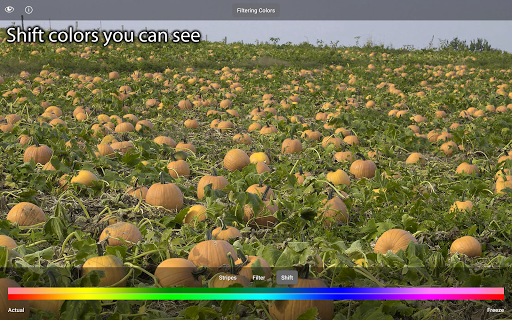 Filtering Colors
Shift colors you can see
Stripes Filter Shift
Actual Freeze